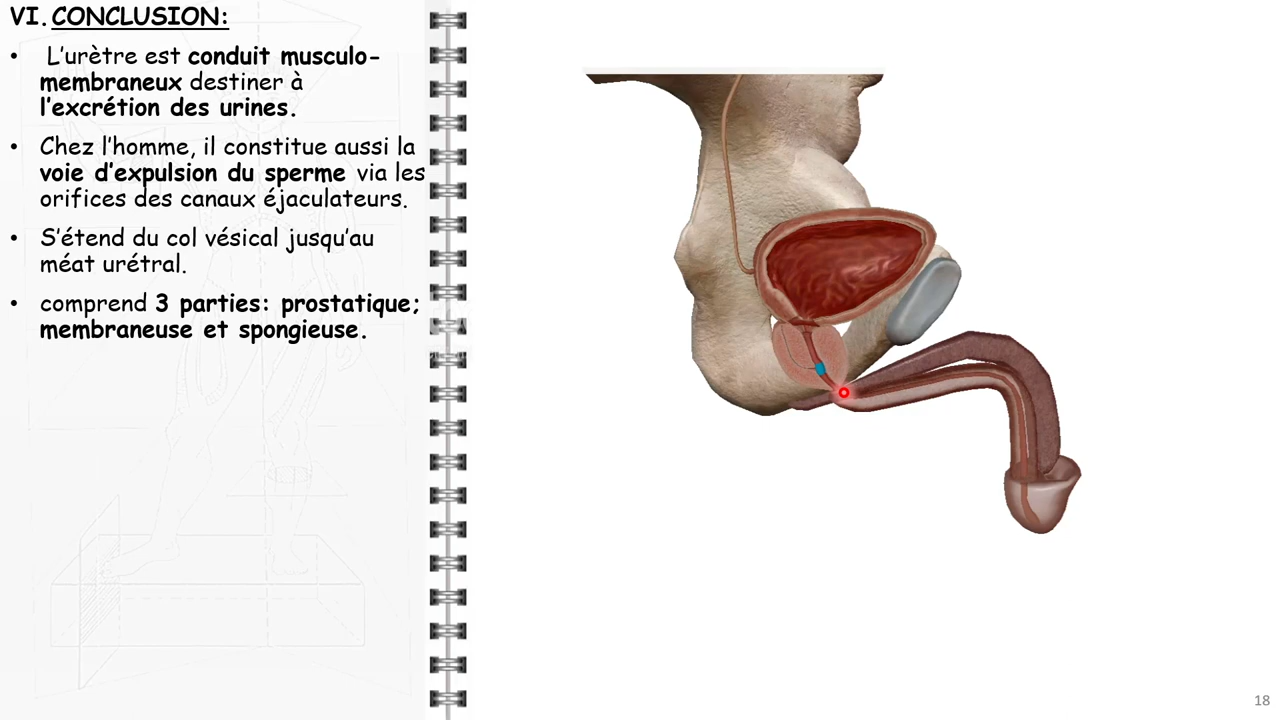 VI. CONCLUSION:
• L’urètre est conduit musculo-
membraneux destiner à
l’excrétion des urines.
• Chez l’homme, il constitue aussi la
voie d’expulsion du sperme via les
orifices des canaux éjaculateurs.
• S’étend du col vésical jusqu’au
méat urétral.
• comprend 3 parties: prostatique;
membraneuse et spongieuse.
18